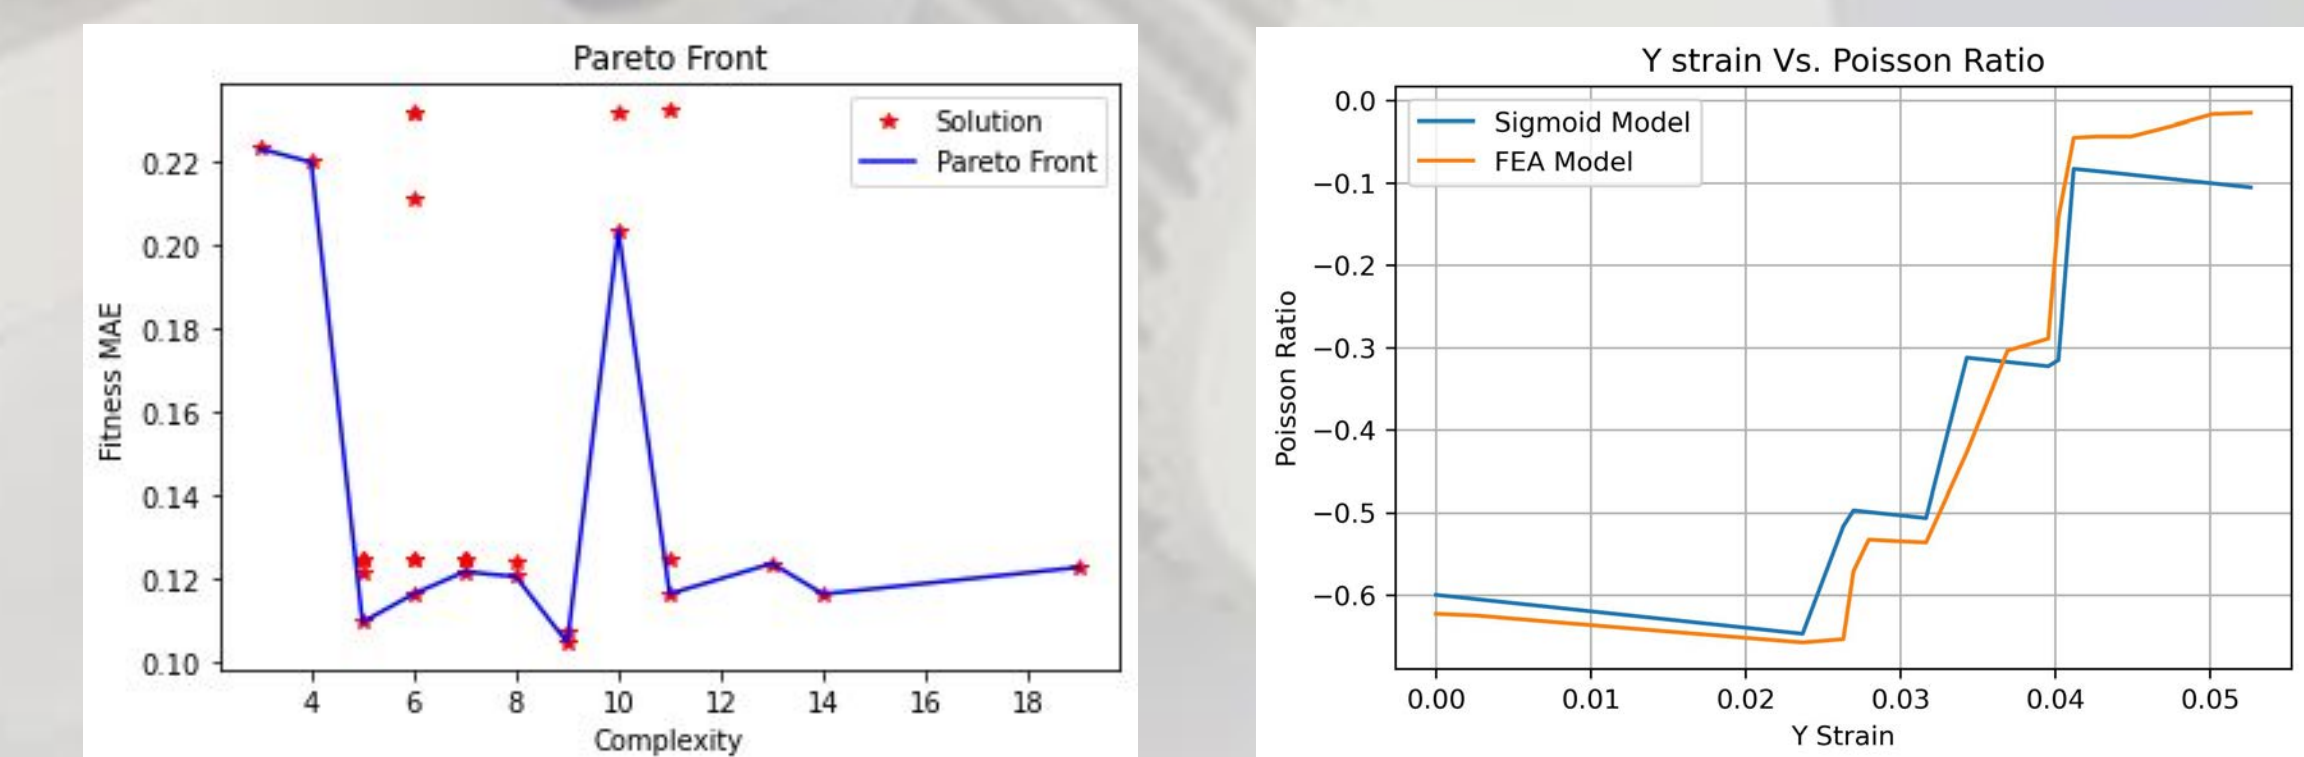 Pareto Front
Solution
Pareto Front
0.22
0.20
0.18
0.16
0.14
0.12
0.10
Fitness MAE
4 6 8 10 12 14 16 18
Complexity
Y strain Vs. Poisson Ratio
Sigmoid Model
FEA Model
0.0
−0.1
−0.2
−0.3
−0.4
−0.5
−0.6
Poisson Ratio
0.00 0.01 0.02 0.03 0.04 0.05
Y Strain